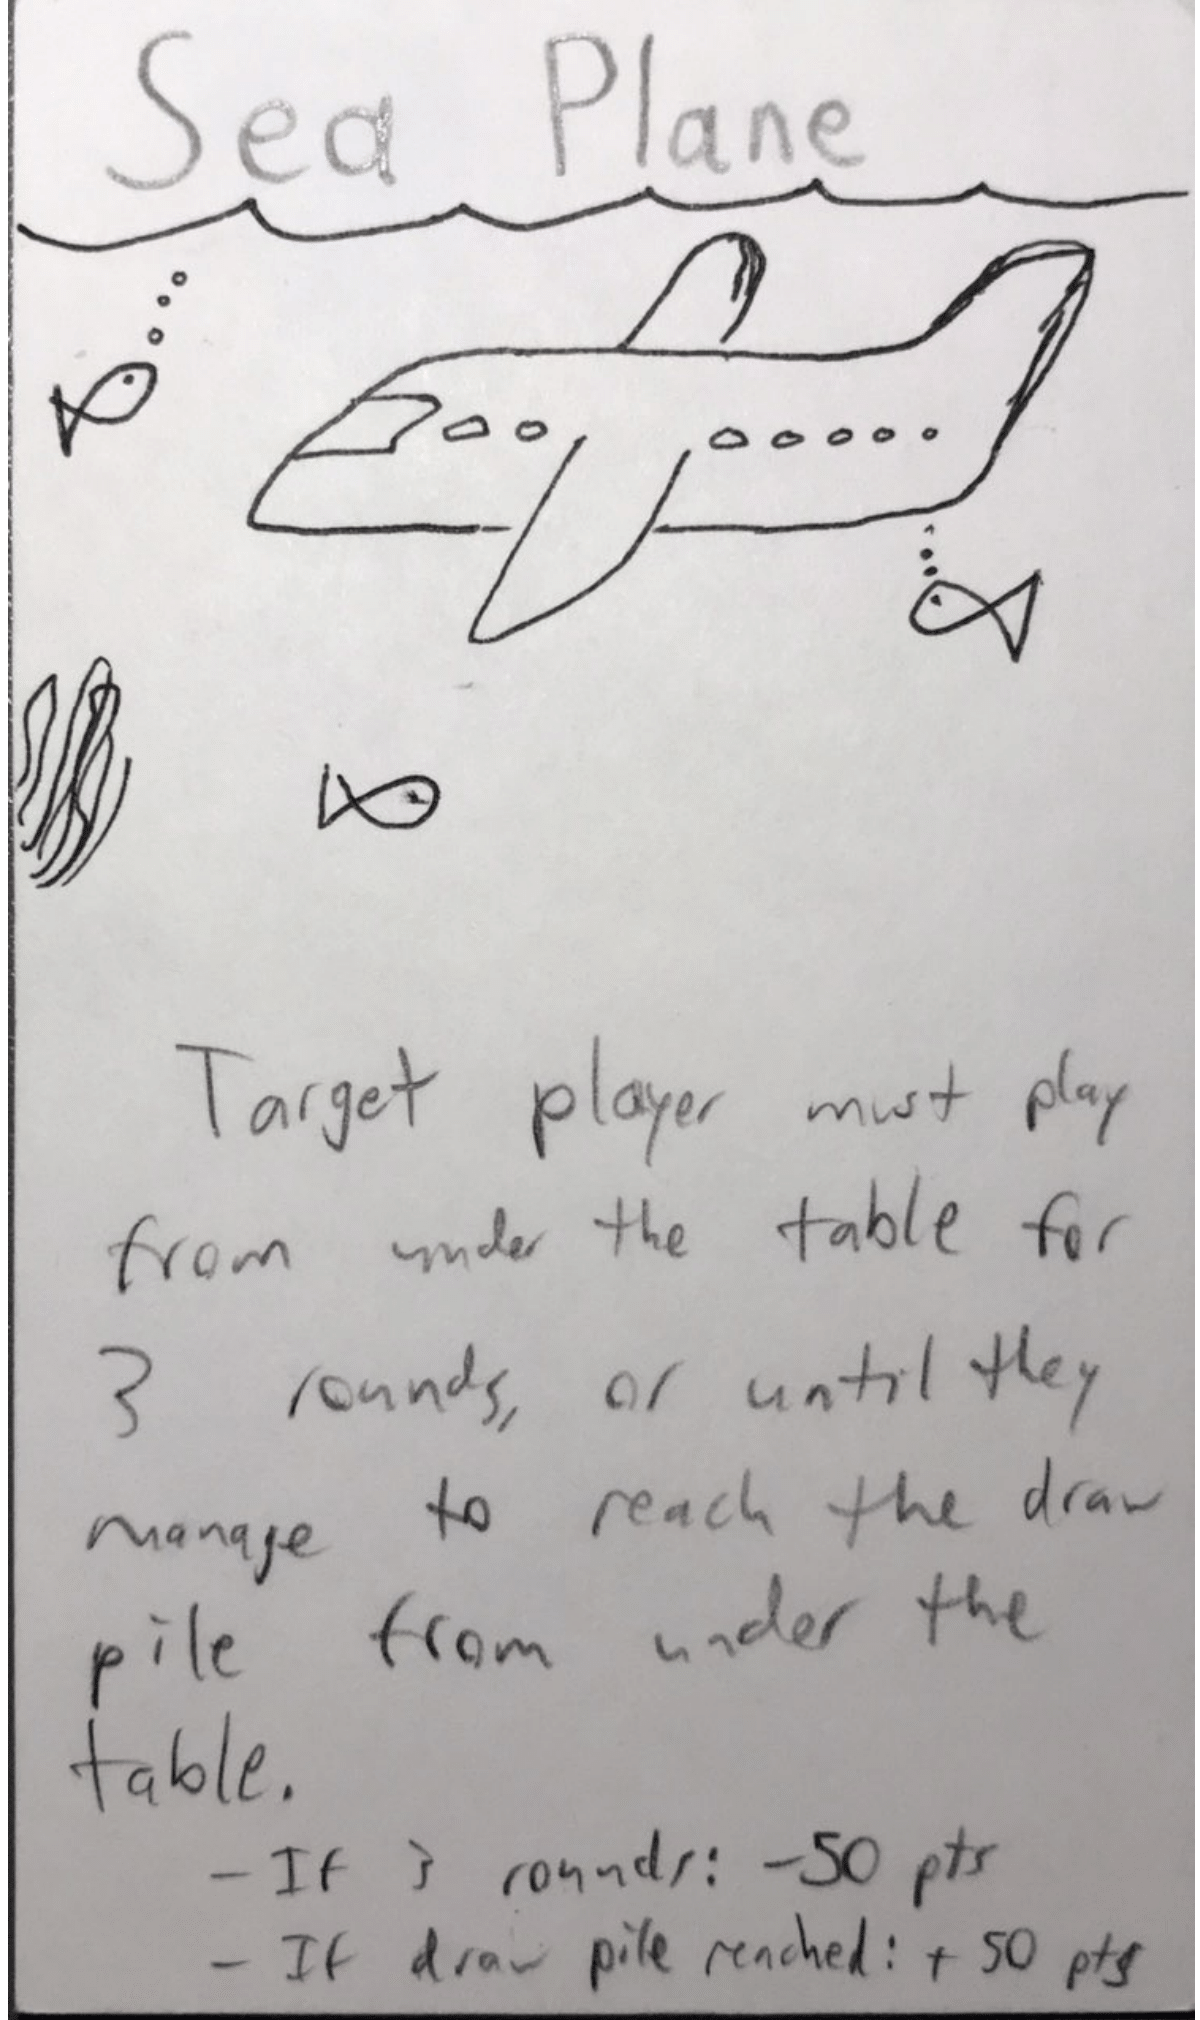 Sea Plane
Target player must play
from under the table for
3 rounds, or until they
manage to reach the draw
pile from under the
table.
- If 3 rounds: -50 pts
- If draw pile reached: + 50 pts